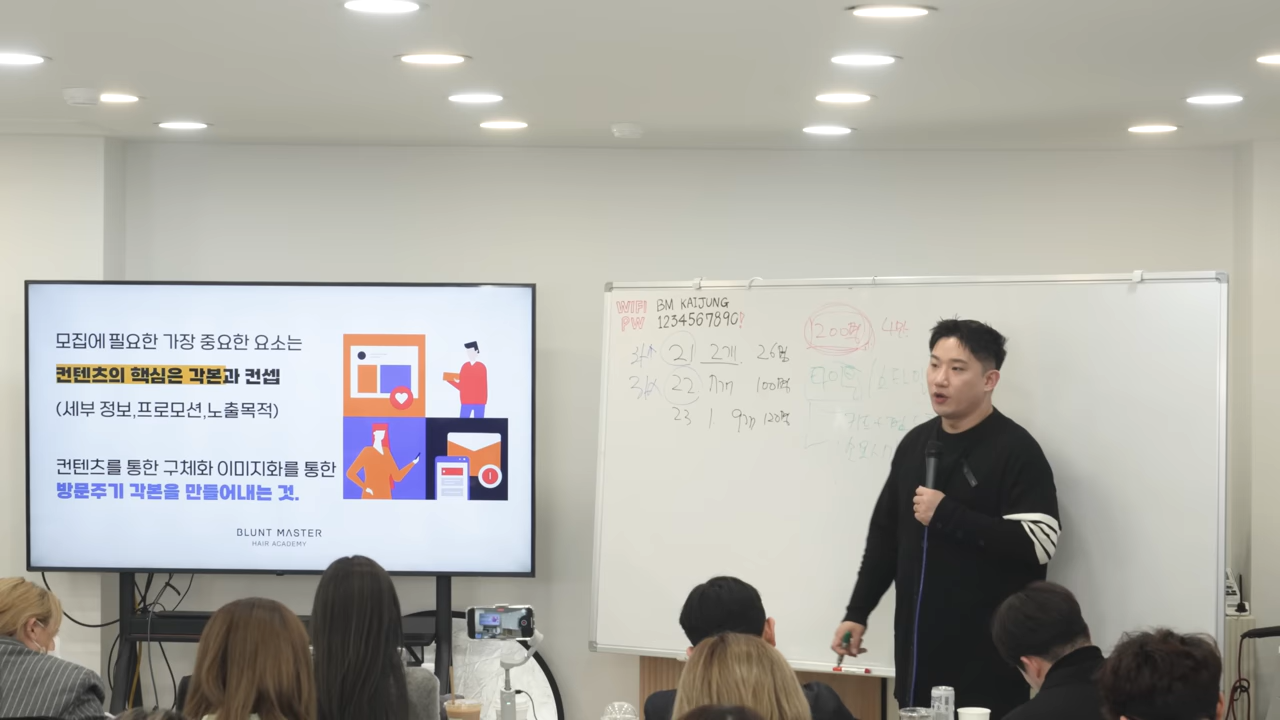 모집에 필요한 가장 중요한 요소는
컨텐츠의 핵심은 각본과 컨셉
(세부 정보,프로모션,노출목적)
컨텐츠를 통한 구체화 이미지화를 통한
방문주기 각본을 만들어내는 것.
BLUNT MASTER
HAIR ACADEMY
WIFI BM KAIJUNG
PW 1234567890?
21 2개 26명
22 100명
23 1 120명
1200명